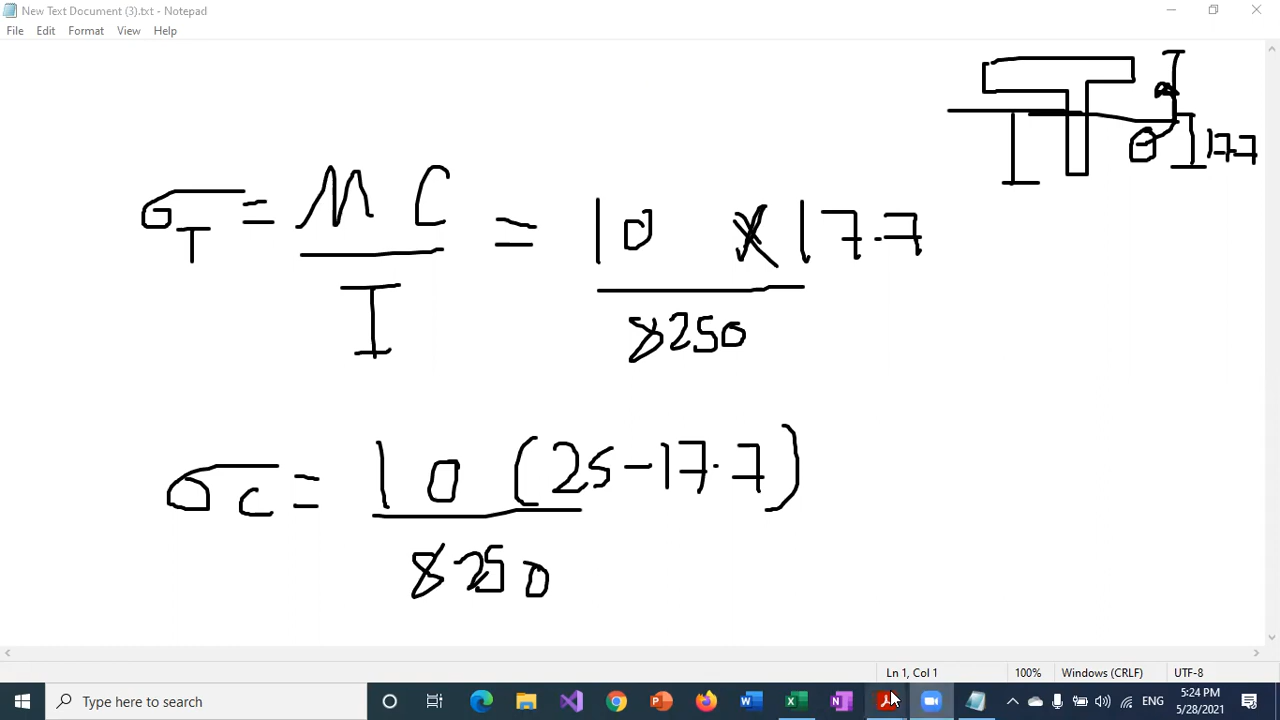 New Text Document (3).txt - Notepad
File Edit Format View Help
17.7
σT = MC / I = 10 × 17.7 / 8250
σc = 10 (25-17.7) / 8250
Ln 1, Col 1 100% Windows (CRLF) UTF-8
Type here to search
ENG
5:24 PM
5/28/2021